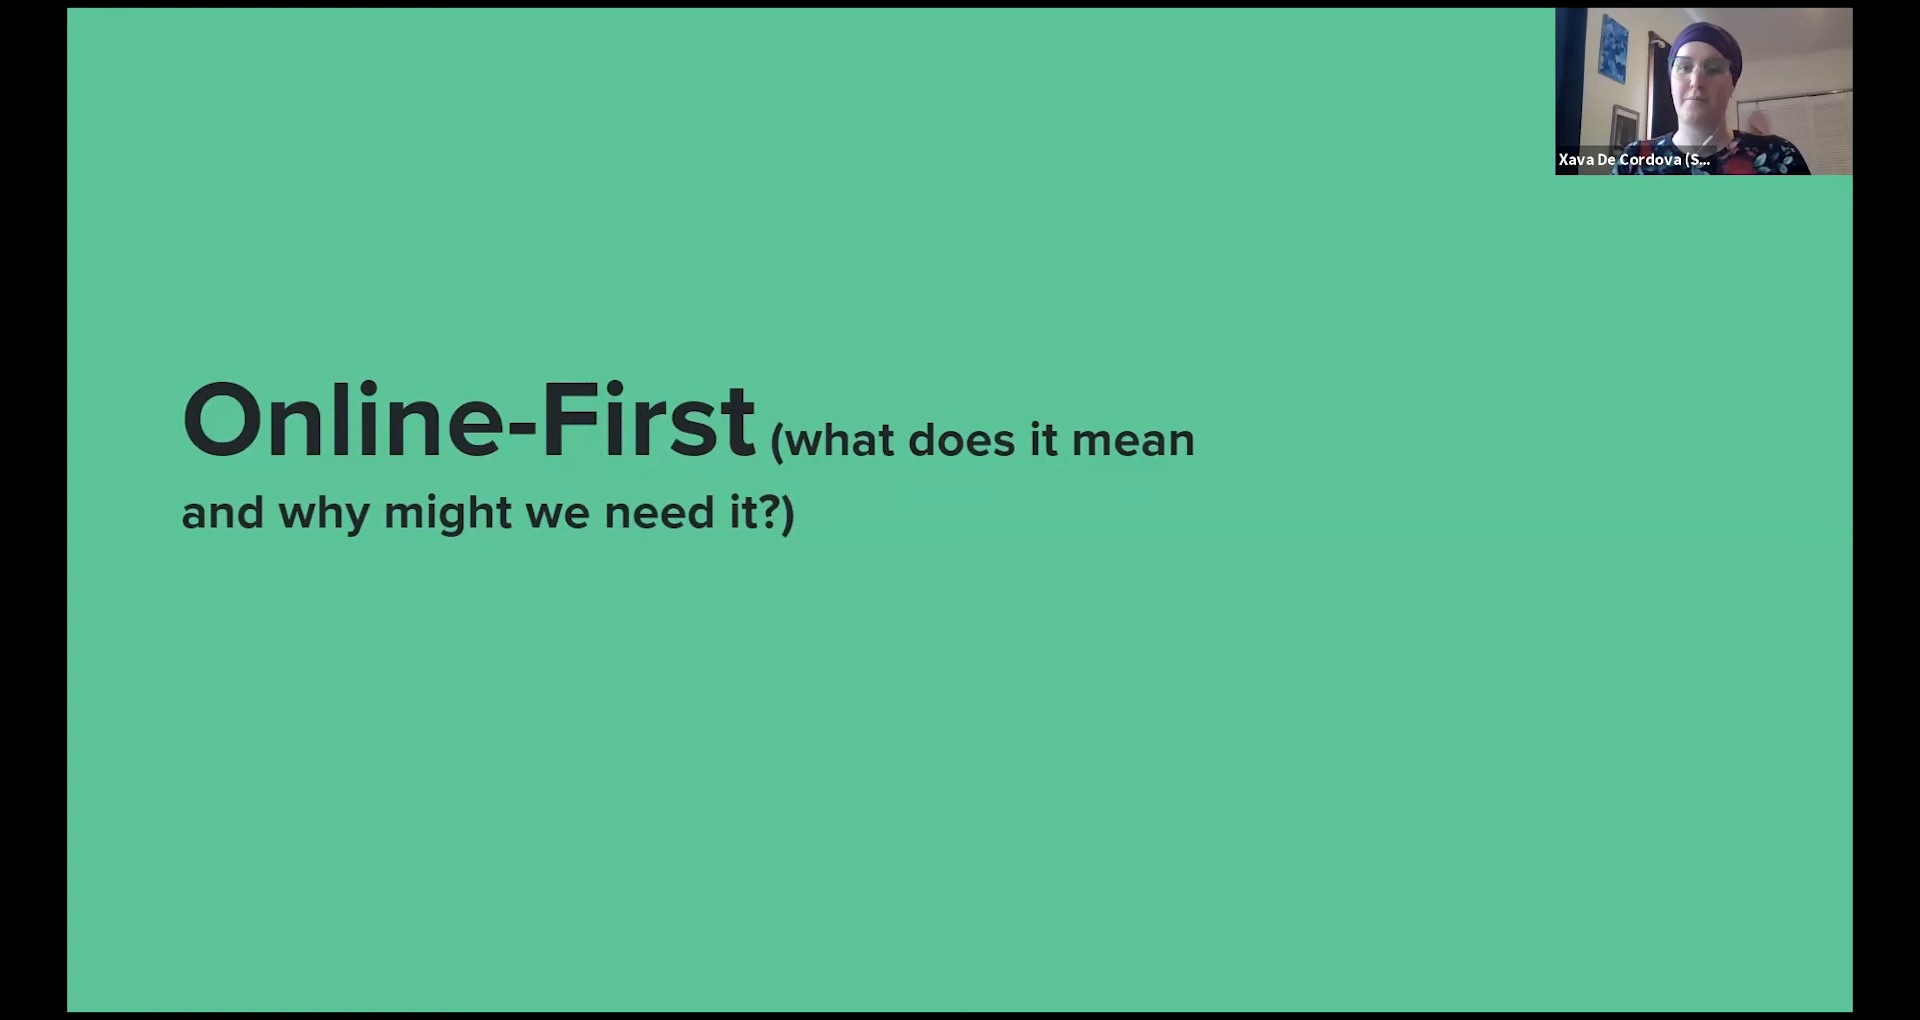 Xava De Cordova (S...
Online-First (what does it mean
and why might we need it?)